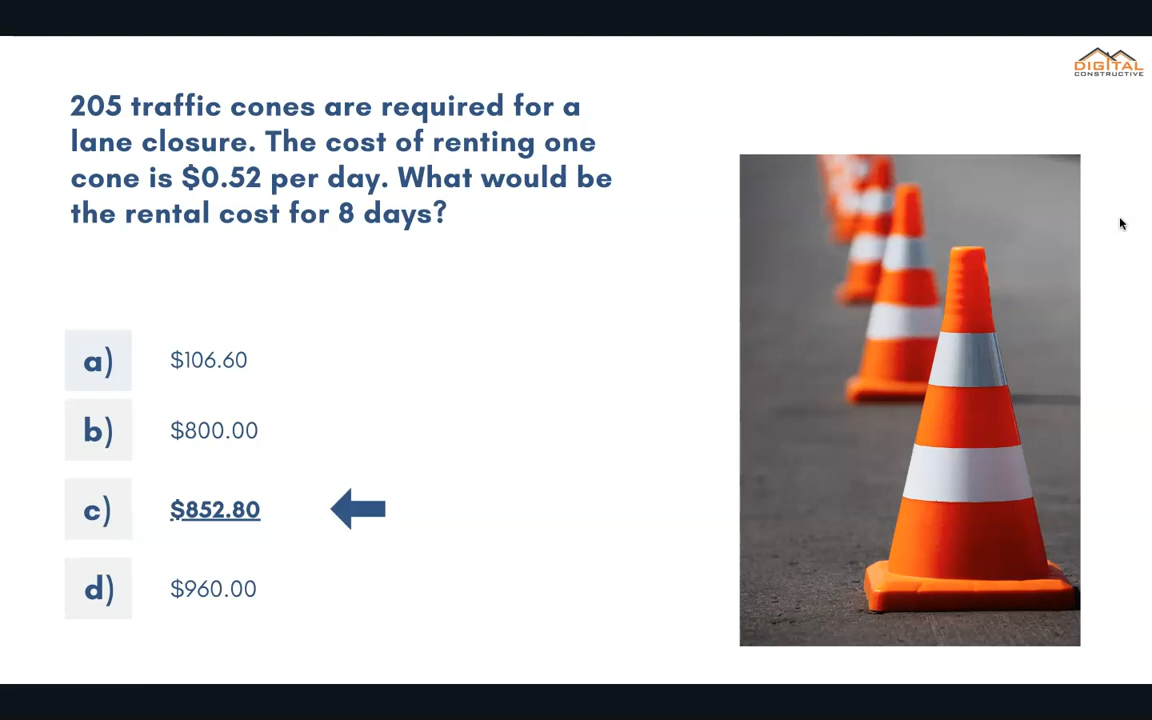 DIGITAL
CONSTRUCTIVE
205 traffic cones are required for a
lane closure. The cost of renting one
cone is $0.52 per day. What would be
the rental cost for 8 days?
a) $106.60
b) $800.00
c) $852.80
d) $960.00